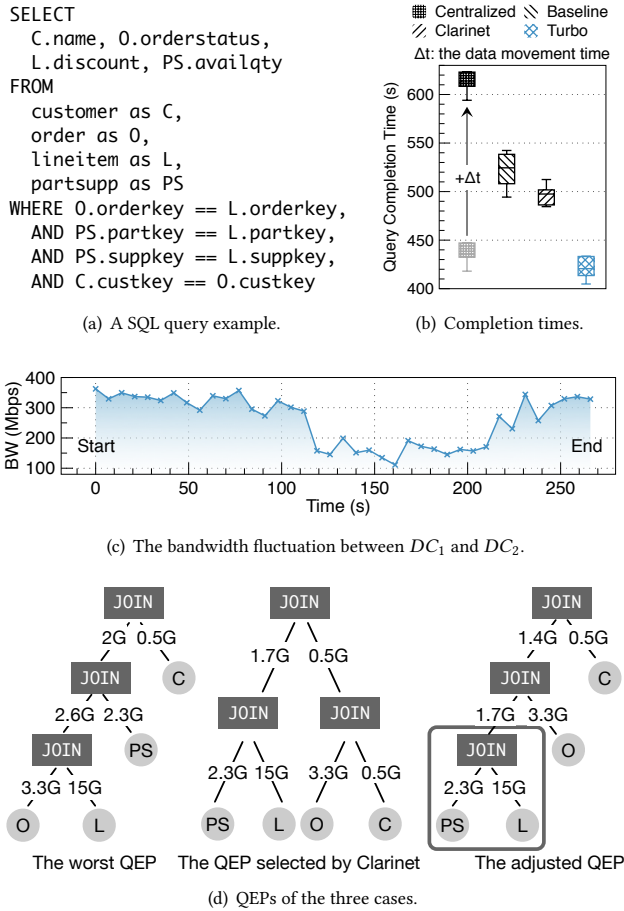 SELECT
C.name, O.orderstatus,
L.discount, PS.availqty
FROM
customer as C,
order as O,
lineitem as L,
partsupp as PS
WHERE O.orderkey == L.orderkey,
AND PS.partkey == L.partkey,
AND PS.suppkey == L.suppkey,
AND C.custkey == O.custkey
(a) A SQL query example.
Centralized Baseline
Clarinet Turbo
Δt: the data movement time
Query Completion Time (s)
600
550
500
450
400
+Δt
(b) Completion times.
BW (Mbps)
400
300
200
100
Start
End
0 50 100 150 200 250
Time (s)
(c) The bandwidth fluctuation between DC1 and DC2.
JOIN
2G 0.5G
JOIN C
2.6G 2.3G
JOIN PS
3.3G 15G
O L
The worst QEP
JOIN
1.7G 0.5G
JOIN JOIN
2.3G 15G 3.3G 0.5G
PS L O C
The QEP selected by Clarinet
JOIN
1.4G 0.5G
JOIN C
1.7G 3.3G
JOIN O
2.3G 15G
PS L
The adjusted QEP
(d) QEPs of the three cases.